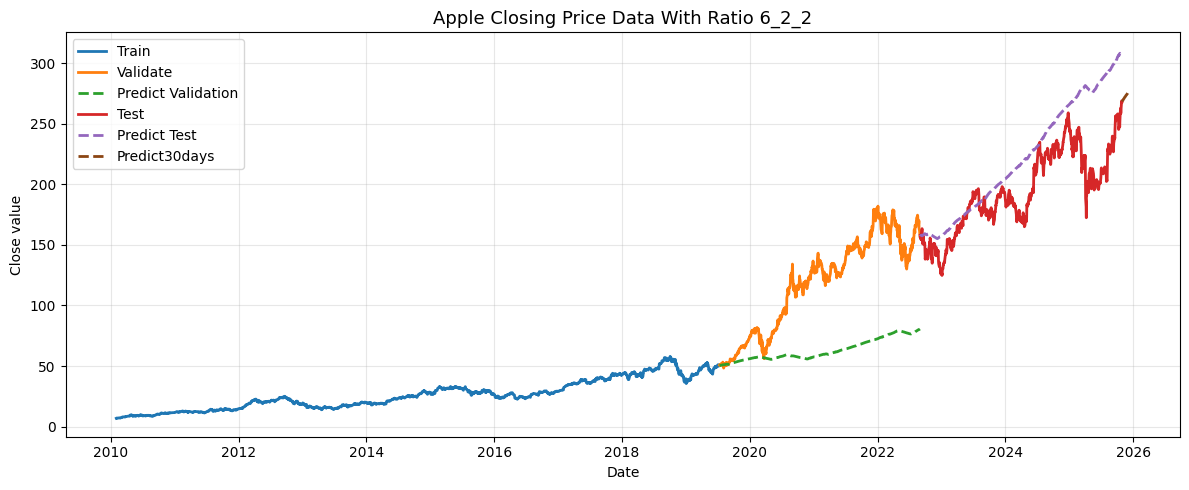 Apple Closing Price Data With Ratio 6_2_2
Train
Validate
Predict Validation
Test
Predict Test
Predict30days
Close value
300
250
200
150
100
50
0
2010 2012 2014 2016 2018 2020 2022 2024 2026
Date